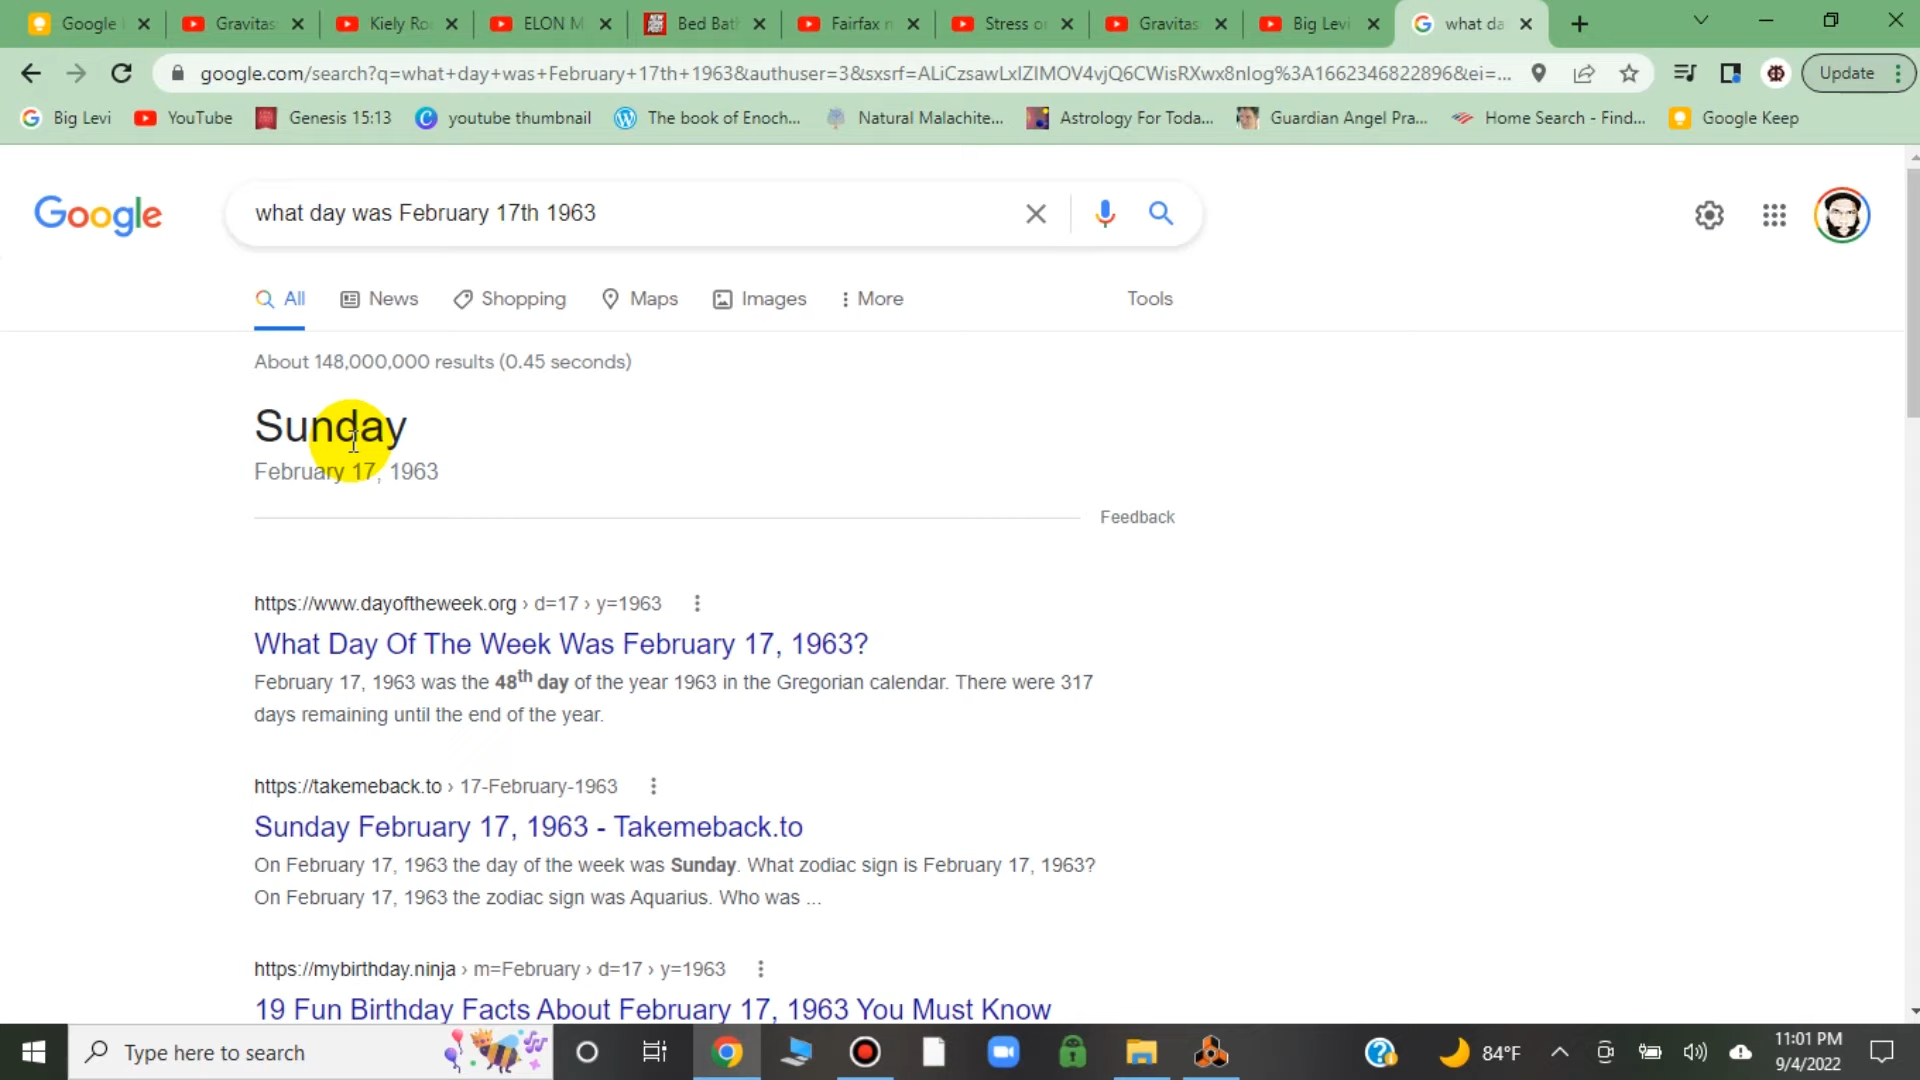 Google
Gravitas
Kiely Ro
ELON M
Bed Bat
Fairfax n
Stress or
Gravitas
Big Levi
what da
google.com/search?q=what+day+was+February+17th+1963&authuser=3&sxsrf=ALiCzsawLxIZIMOV4vjQ6CWisRXwx8nIog%3A1662346822896&ei=...
Update
Big Levi
YouTube
Genesis 15:13
youtube thumbnail
The book of Enoch...
Natural Malachite...
Astrology For Toda...
Guardian Angel Pra...
Home Search - Find...
Google Keep
Google
what day was February 17th 1963
All
News
Shopping
Maps
Images
More
Tools
About 148,000,000 results (0.45 seconds)
Sunday
February 17, 1963
Feedback
https://www.dayoftheweek.org › d=17 › y=1963
What Day Of The Week Was February 17, 1963?
February 17, 1963 was the 48th day of the year 1963 in the Gregorian calendar. There were 317
days remaining until the end of the year.
https://takemeback.to › 17-February-1963
Sunday February 17, 1963 - Takemeback.to
On February 17, 1963 the day of the week was Sunday. What zodiac sign is February 17, 1963?
On February 17, 1963 the zodiac sign was Aquarius. Who was ...
https://mybirthday.ninja › m=February › d=17 › y=1963
19 Fun Birthday Facts About February 17, 1963 You Must Know
Type here to search
84°F
11:01 PM
9/4/2022